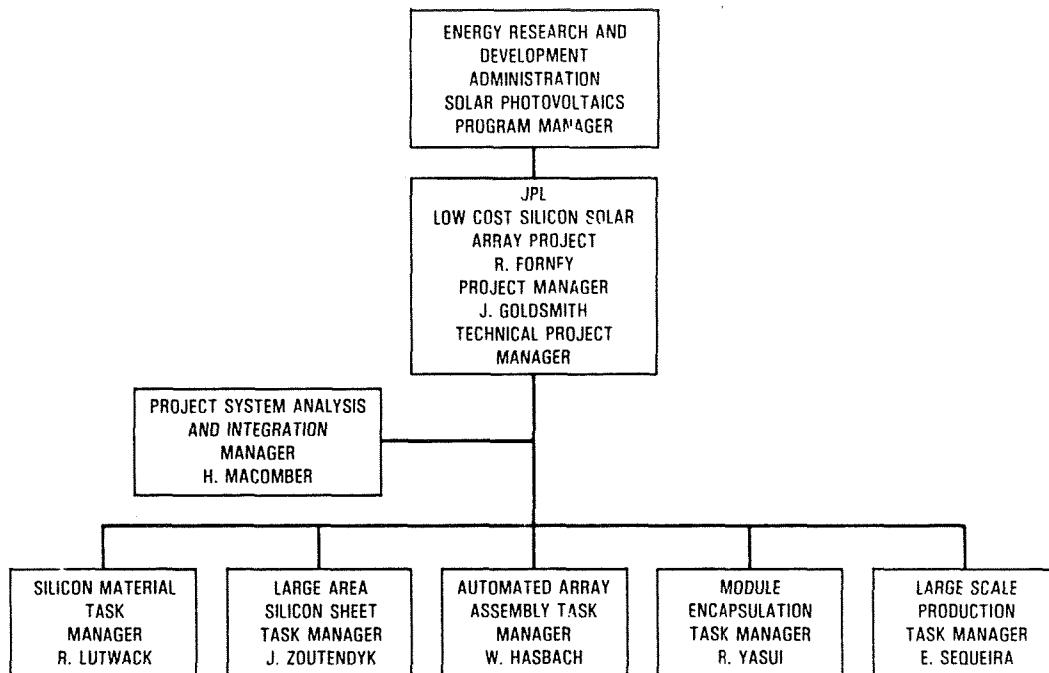 ENERGY RESEARCH AND
DEVELOPMENT
ADMINISTRATION
SOLAR PHOTOVOLTAICS
PROGRAM MANAGER
JPL
LOW COST SILICON SOLAR
ARRAY PROJECT
R. FORNEY
PROJECT MANAGER
J. GOLDSMITH
TECHNICAL PROJECT
MANAGER
PROJECT SYSTEM ANALYSIS
AND INTEGRATION
MANAGER
H. MACOMBER
SILICON MATERIAL
TASK
MANAGER
R. LUTWACK
LARGE AREA
SILICON SHEET
TASK MANAGER
J. ZOUTENDYK
AUTOMATED ARRAY
ASSEMBLY TASK
MANAGER
W. HASBACH
MODULE
ENCAPSULATION
TASK MANAGER
R. YASUI
LARGE SCALE
PRODUCTION
TASK MANAGER
E. SEQUEIRA